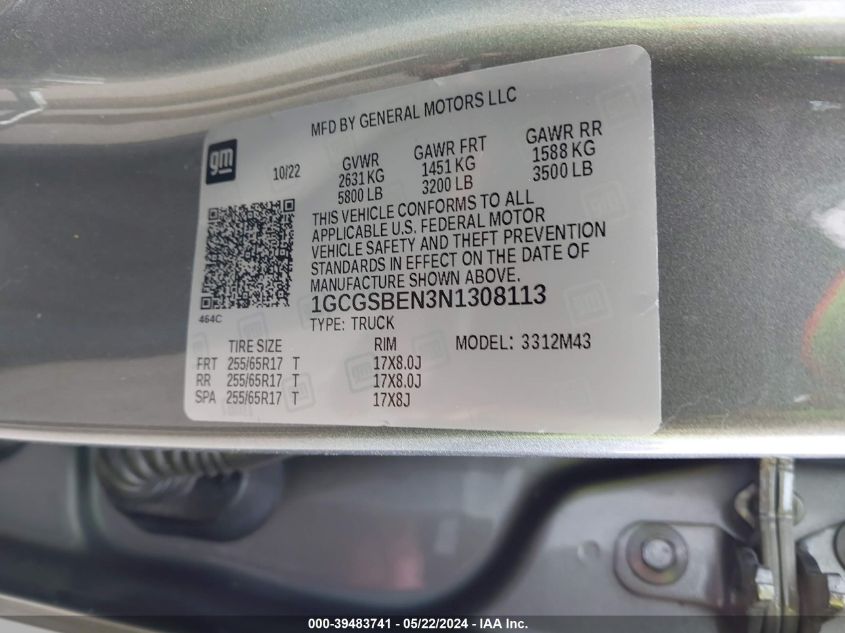 MFD BY GENERAL MOTORS LLC
gm
10/22
GVWR
2631 KG
5800 LB
GAWR FRT
1451 KG
3200 LB
GAWR RR
1588 KG
3500 LB
THIS VEHICLE CONFORMS TO ALL
APPLICABLE U.S. FEDERAL MOTOR
VEHICLE SAFETY AND THEFT PREVENTION
STANDARDS IN EFFECT ON THE DATE OF
MANUFACTURE SHOWN ABOVE.
464C
1GCGSBEN3N1308113
TYPE: TRUCK
TIRE SIZE RIM MODEL: 3312M43
FRT 255/65R17 T 17X8.0J
RR 255/65R17 T 17X8.0J
SPA 255/65R17 T 17X8J
000-39483741 - 05/22/2024 - IAA Inc.